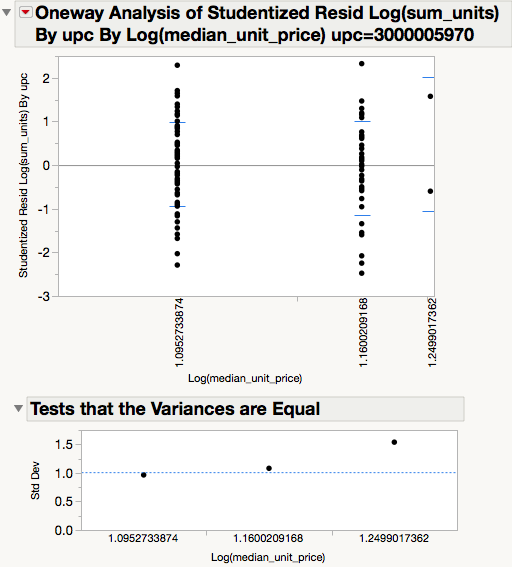 Oneway Analysis of Studentized Resid Log(sum_units)
By upc By Log(median_unit_price) upc=3000005970
Studentized Resid Log(sum_units) By upc
2
1
0
-1
-2
-3
1.0952733874
1.1600209168
1.2499017362
Log(median_unit_price)
Tests that the Variances are Equal
Std Dev
1.5
1.0
0.5
0.0
1.0952733874 1.1600209168 1.2499017362
Log(median_unit_price)